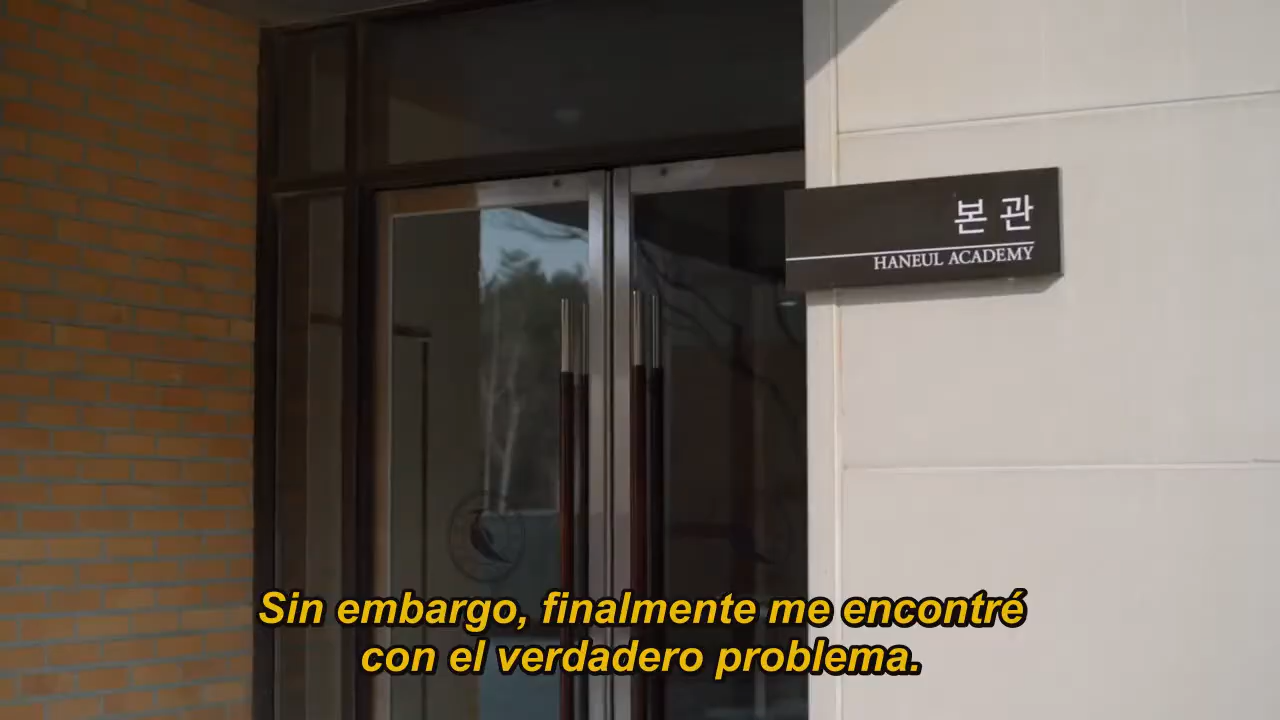 본관
HANEUL ACADEMY
Sin embargo, finalmente me encontré
con el verdadero problema.